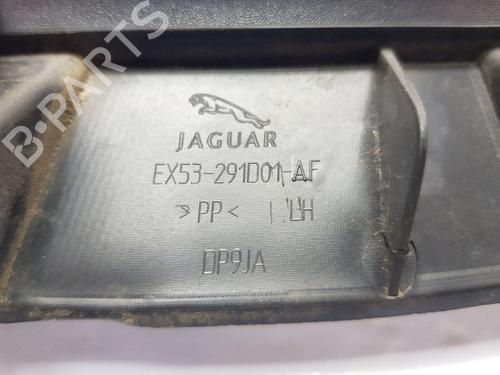 B-PARTS
JAGUAR
EX53-291D01-AF
>PP< LH
DP9JA